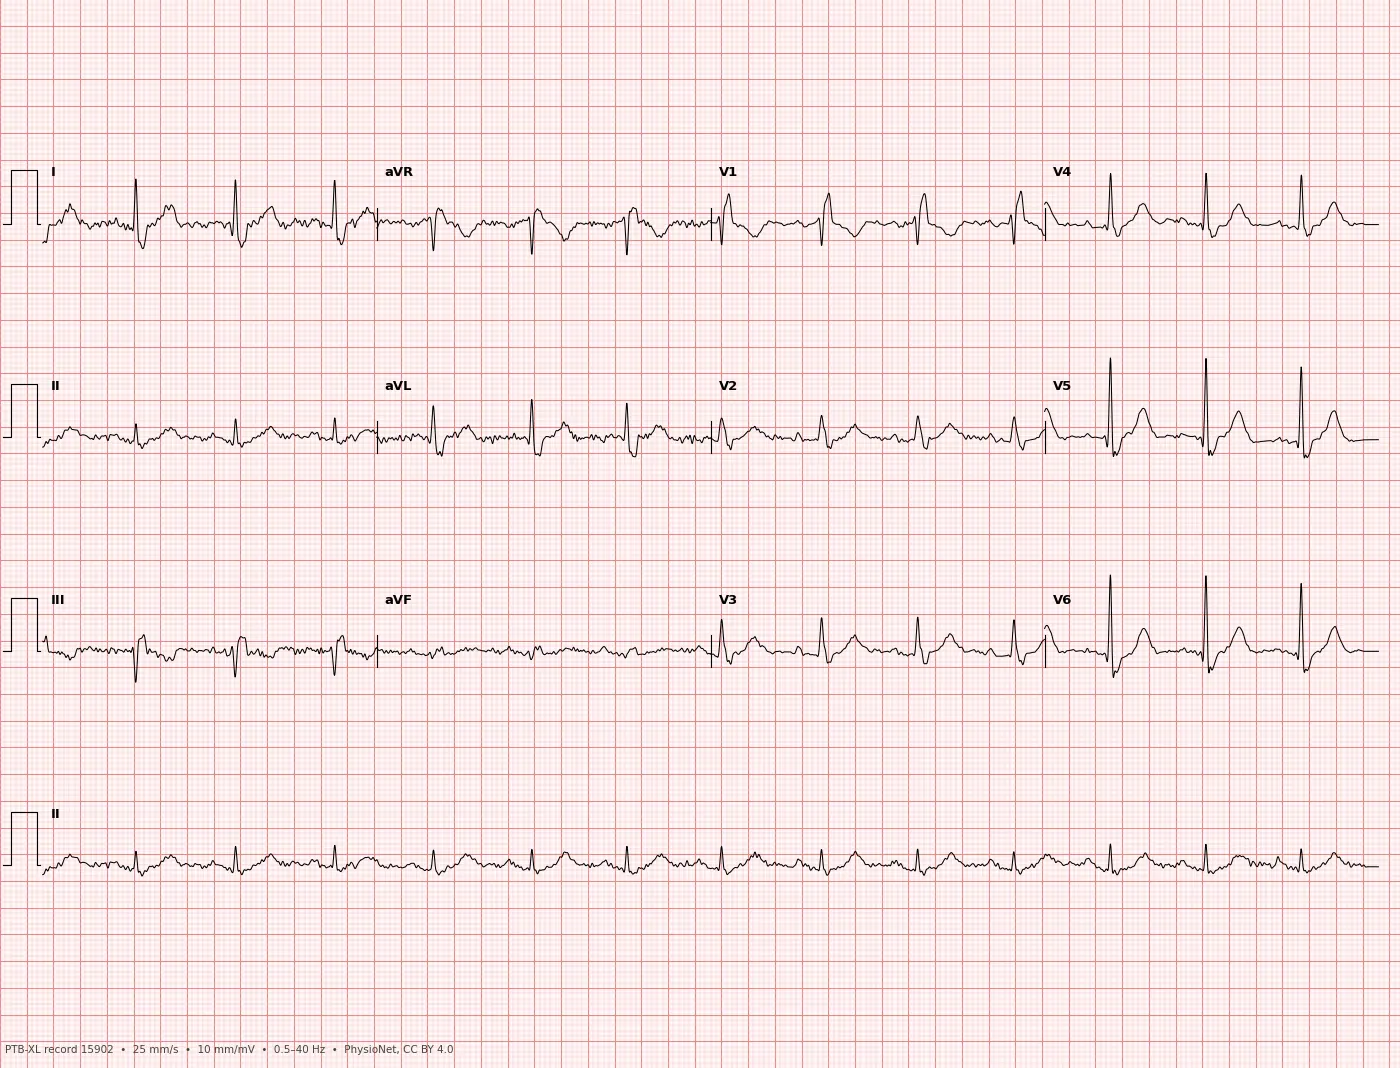 I aVR V1 V4
II aVL V2 V5
III aVF V3 V6
II
PTB-XL record 15902 • 25 mm/s • 10 mm/mV • 0.5–40 Hz • PhysioNet, CC BY 4.0